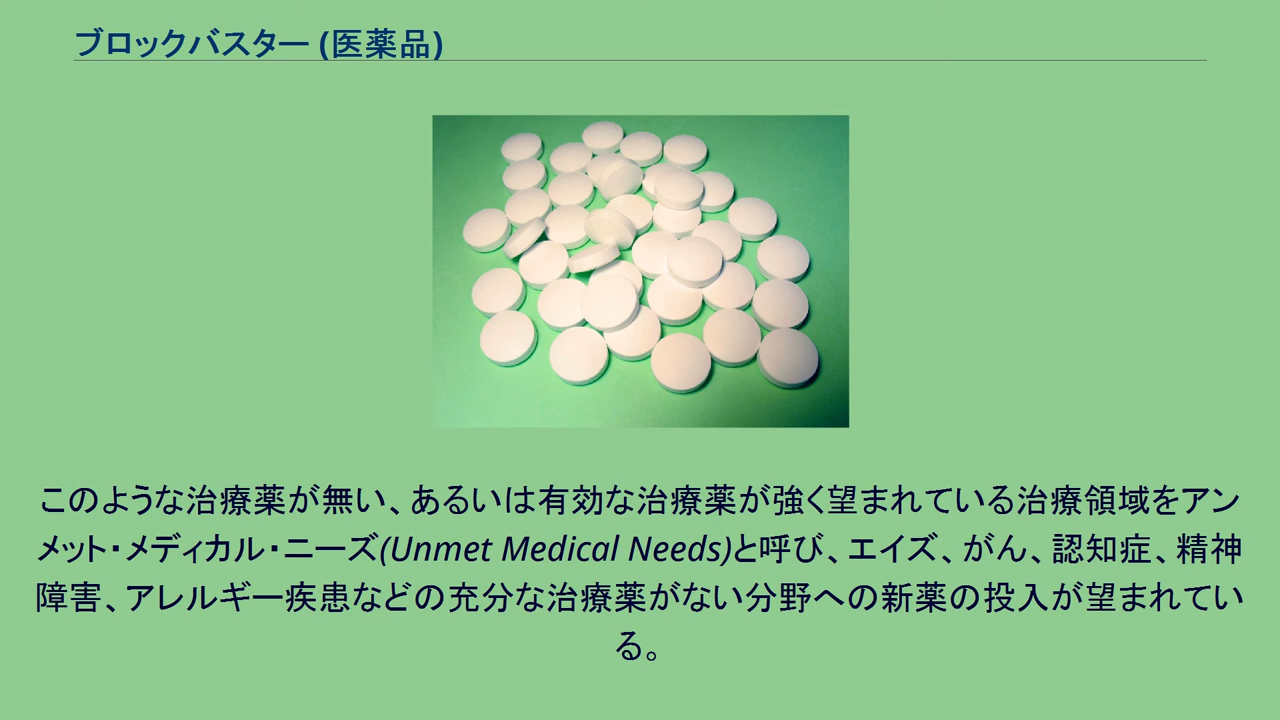 ブロックバスター (医薬品)
このような治療薬が無い、あるいは有効な治療薬が強く望まれている治療領域をアン
メット・メディカル・ニーズ(Unmet Medical Needs)と呼び、エイズ、がん、認知症、精神
障害、アレルギー疾患などの充分な治療薬がない分野への新薬の投入が望まれてい
る。